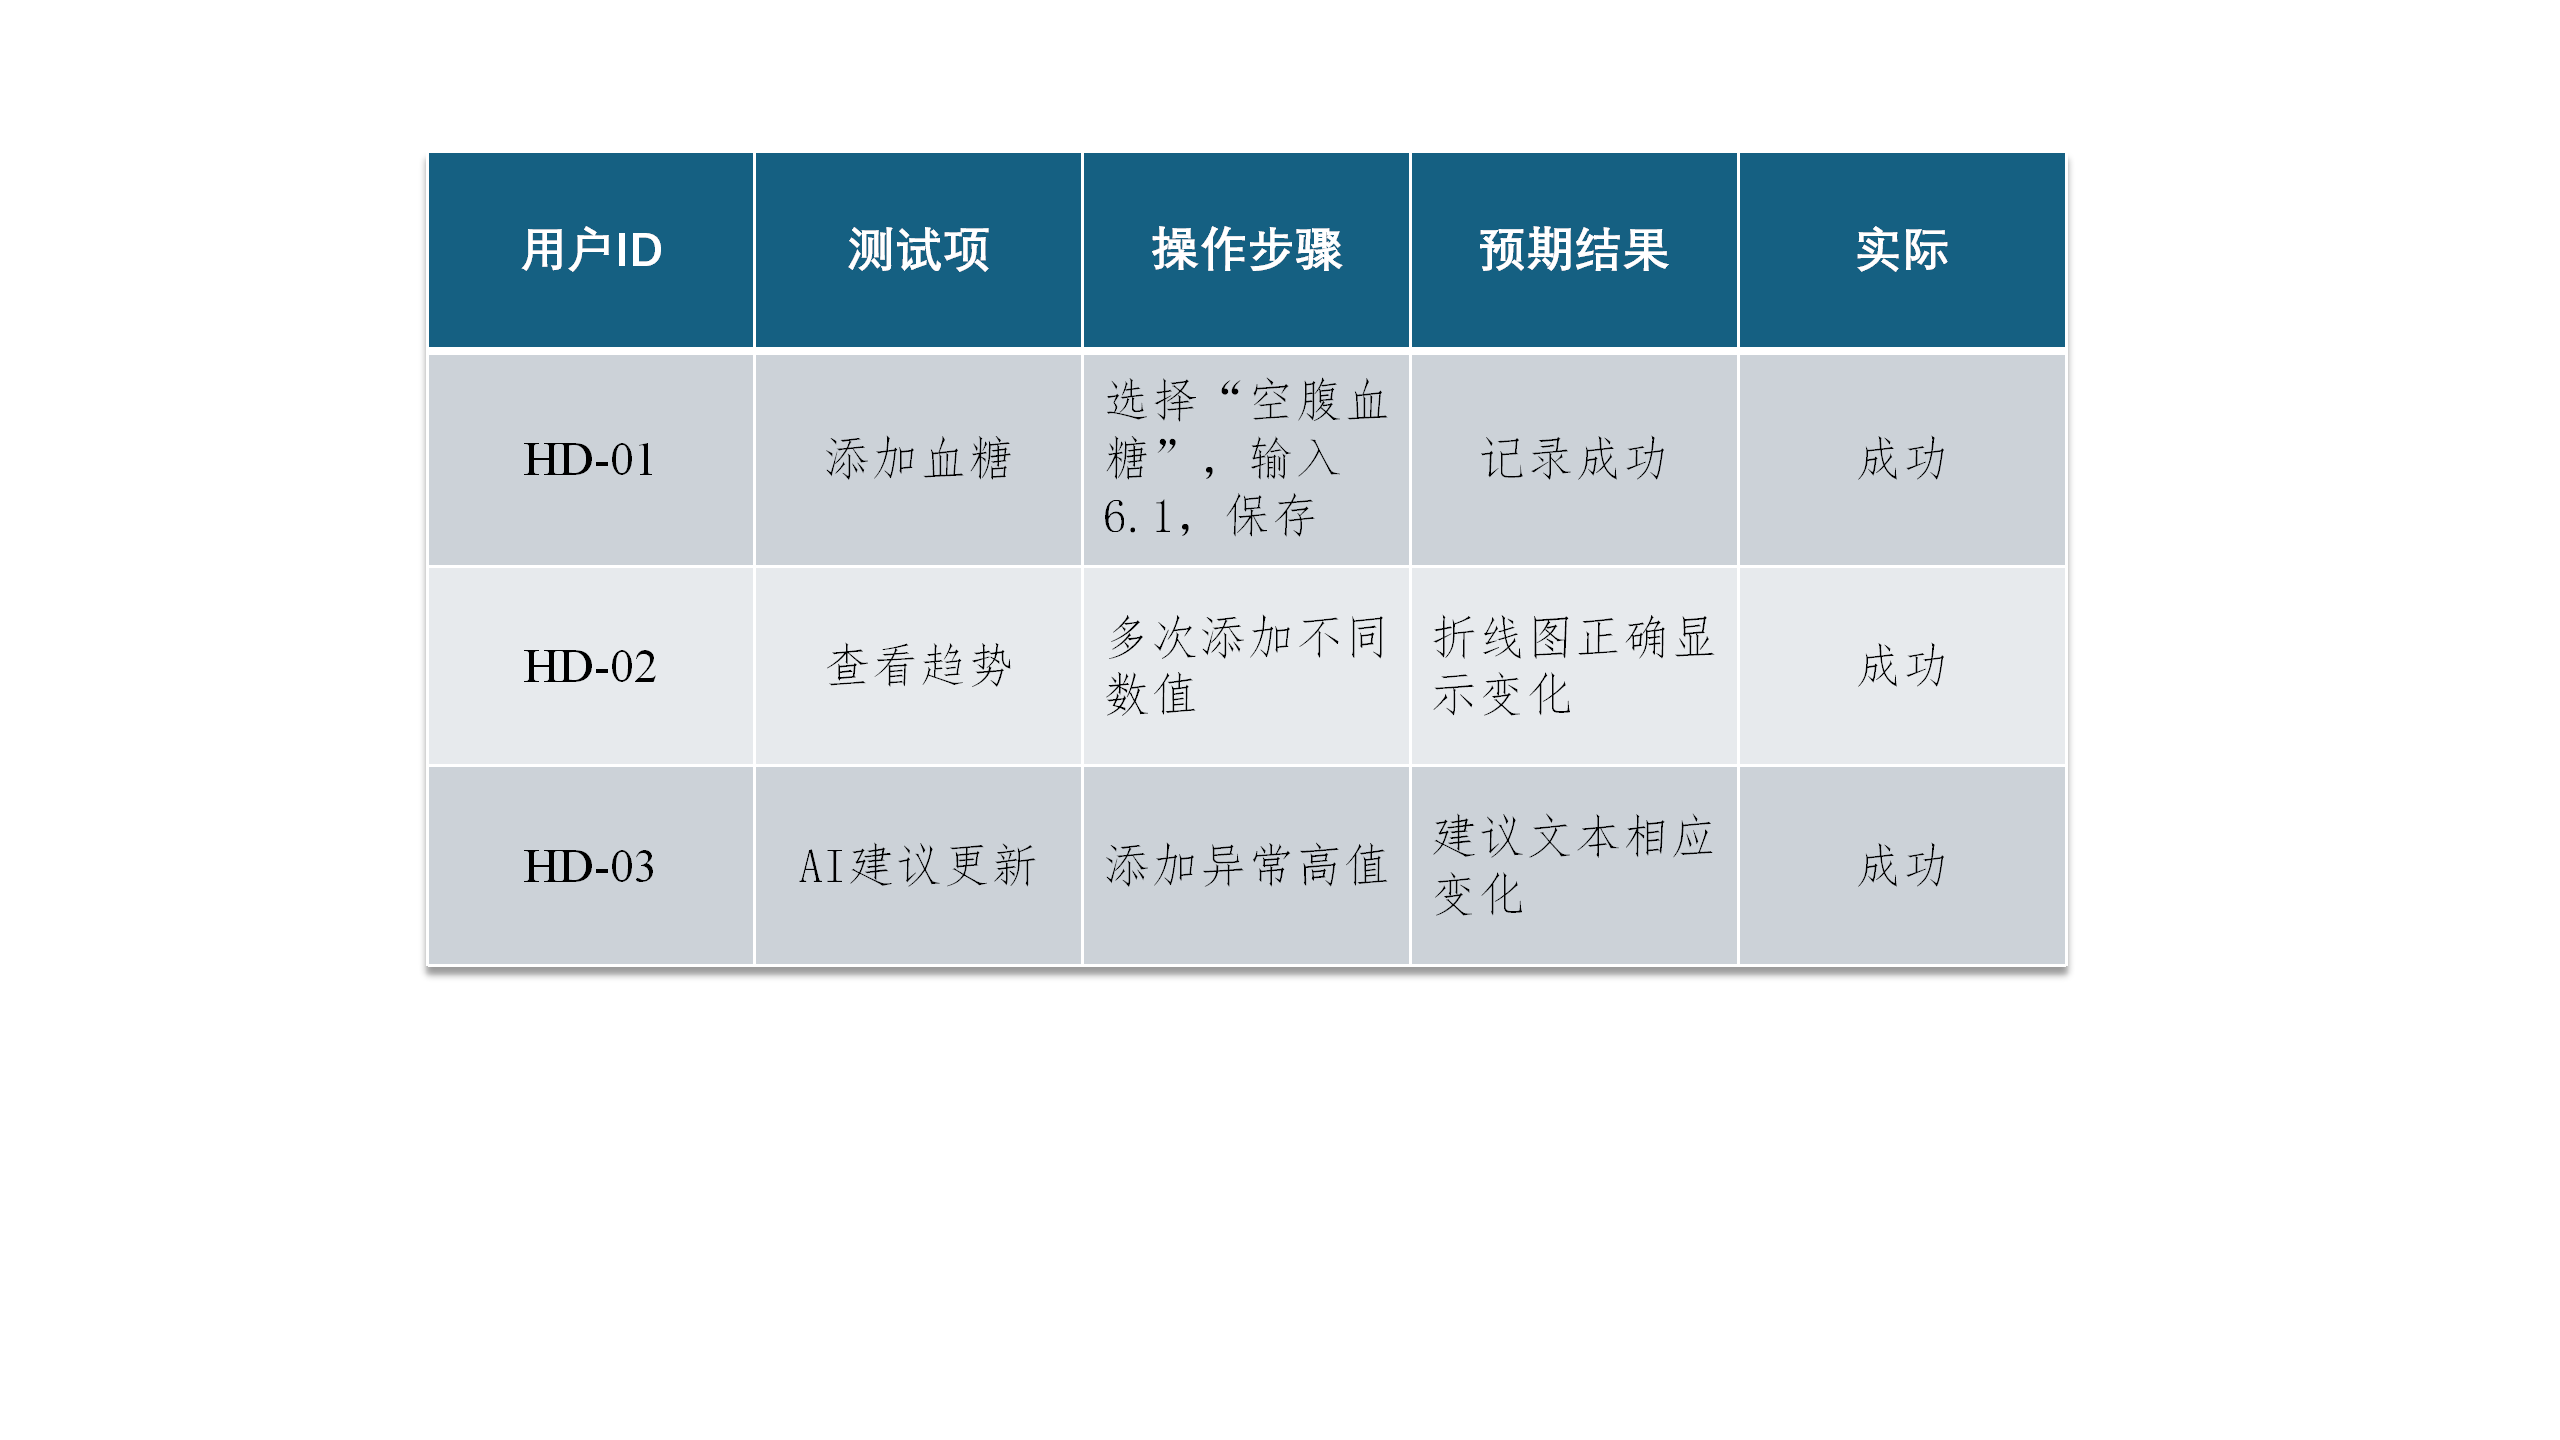 用户ID 测试项 操作步骤 预期结果 实际
HD-01 添加血糖 选择“空腹血
糖”，输入
6.1，保存 记录成功 成功
HD-02 查看趋势 多次添加不同
数值 折线图正确显
示变化 成功
HD-03 AI建议更新 添加异常高值 建议文本相应
变化 成功